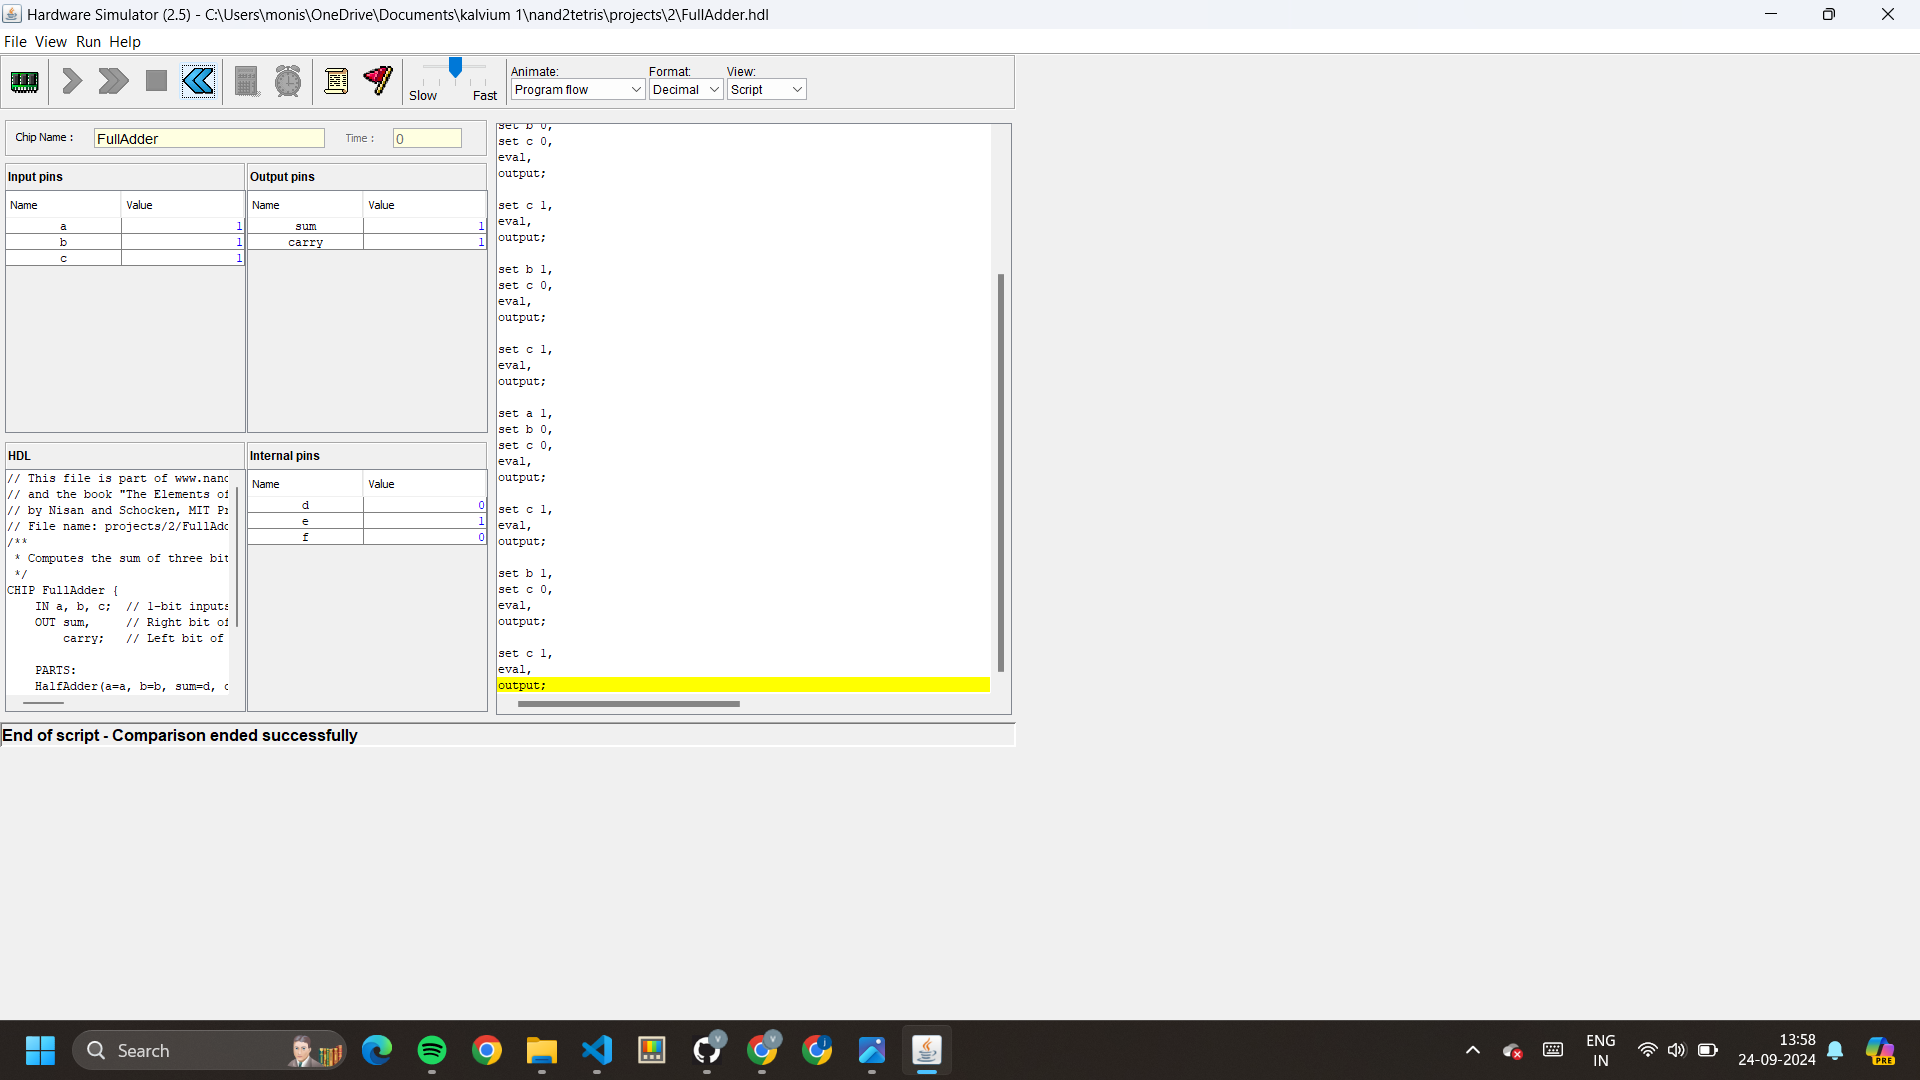 Hardware Simulator (2.5) - C:\Users\monis\OneDrive\Documents\kalvium 1\nand2tetris\projects\2\FullAdder.hdl
File View Run Help
Slow Fast
Animate: Format: View:
Program flow Decimal Script
Chip Name : FullAdder Time : 0
Input pins
Name Value
a 1
b 1
c 1
Output pins
Name Value
sum 1
carry 1
HDL
// This file is part of www.nand
// and the book "The Elements of
// by Nisan and Schocken, MIT Pr
// File name: projects/2/FullAdd
/**
* Computes the sum of three bit
*/
CHIP FullAdder {
IN a, b, c; // 1-bit inputs
OUT sum, // Right bit of
carry; // Left bit of
PARTS:
HalfAdder(a=a, b=b, sum=d, c
Internal pins
Name Value
d 0
e 1
f 0
set b 0,
set c 0,
eval,
output;
set c 1,
eval,
output;
set b 1,
set c 0,
eval,
output;
set c 1,
eval,
output;
set a 1,
set b 0,
set c 0,
eval,
output;
set c 1,
eval,
output;
set b 1,
set c 0,
eval,
output;
set c 1,
eval,
output;
End of script - Comparison ended successfully
Search
V
V
i
ENG
IN
13:58
24-09-2024
PRE